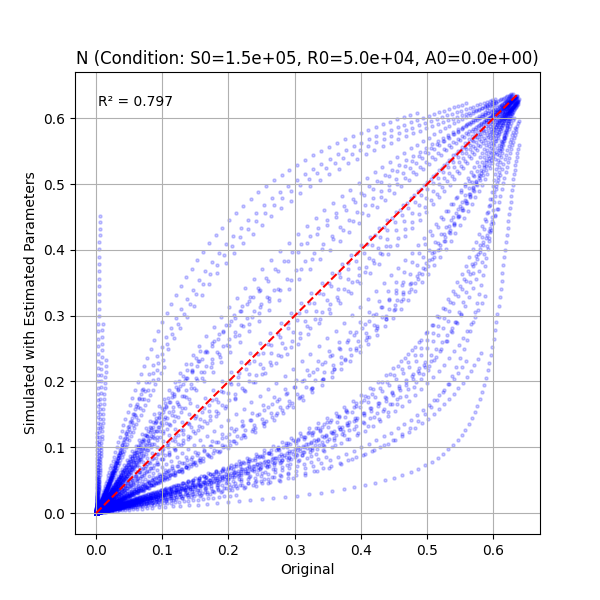 N (Condition: S0=1.5e+05, R0=5.0e+04, A0=0.0e+00)
R² = 0.797
Simulated with Estimated Parameters
0.6
0.5
0.4
0.3
0.2
0.1
0.0
0.0 0.1 0.2 0.3 0.4 0.5 0.6
Original